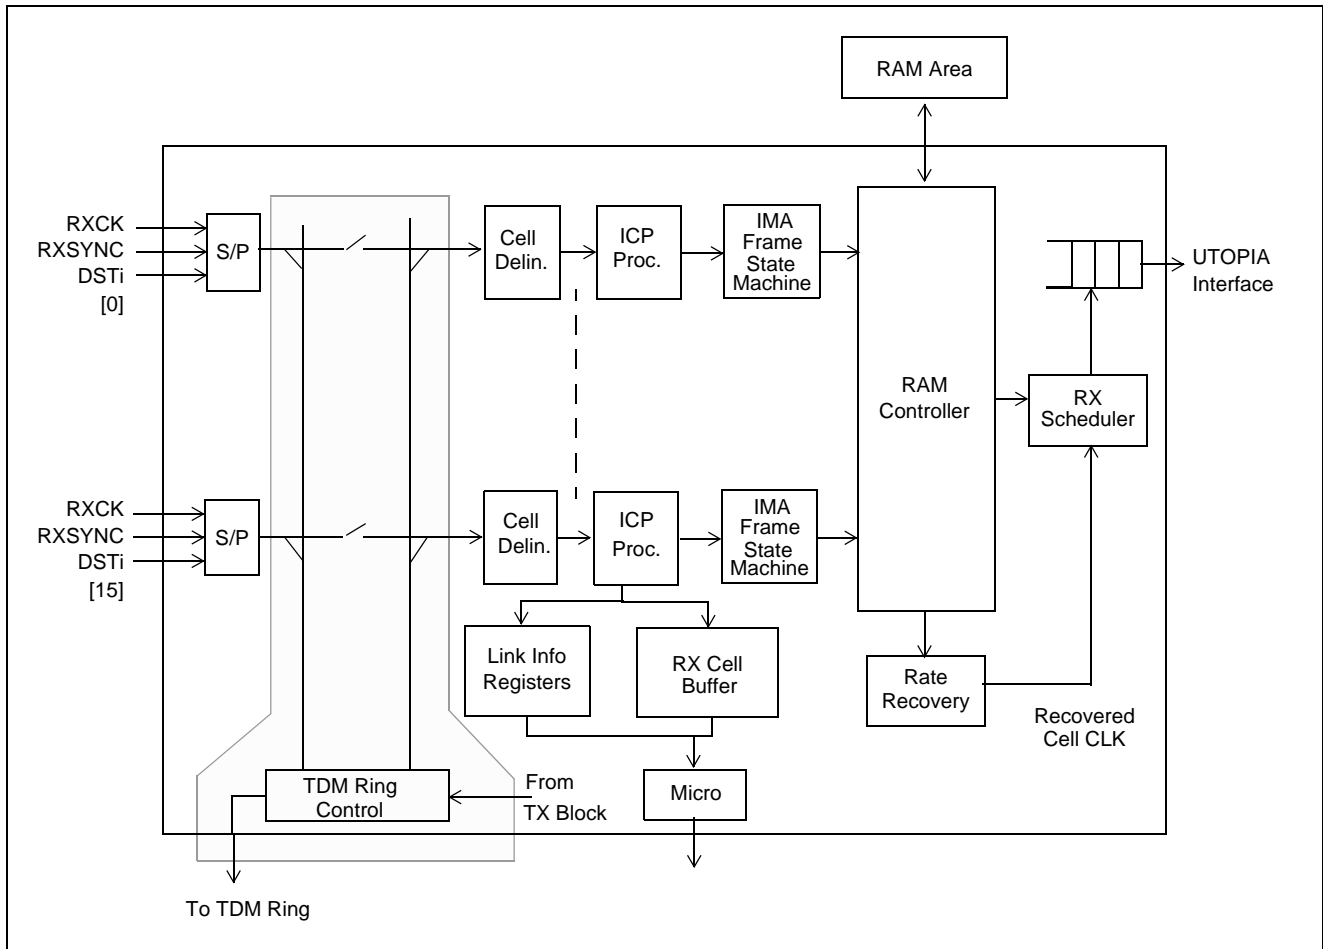 RAM Area
RXCK
RXSYNC
DSTi
[0]
S/P
Cell
Delin.
ICP
Proc.
IMA
Frame
State
Machine
UTOPIA
Interface
RAM
Controller
RX
Scheduler
RXCK
RXSYNC
DSTi
[15]
S/P
Cell
Delin.
ICP
Proc.
IMA
Frame
State
Machine
Link Info
Registers
RX Cell
Buffer
Rate
Recovery
Recovered
Cell CLK
TDM Ring
Control
From
TX Block
Micro
To TDM Ring